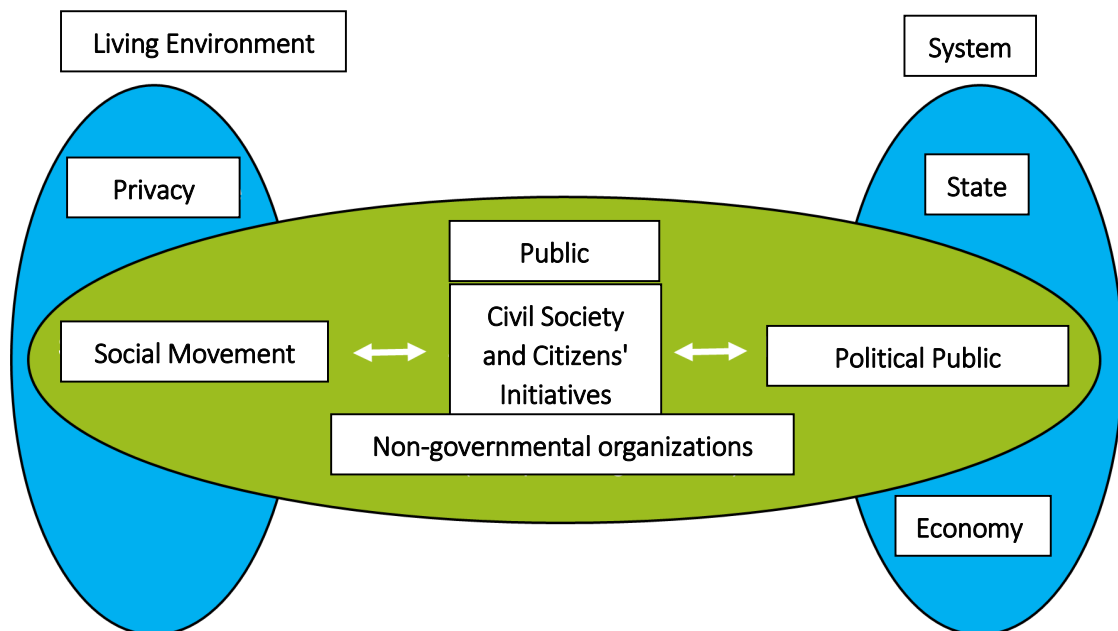 Living Environment
System
Privacy
State
Public
Social Movement
Civil Society
and Citizens'
Initiatives
Political Public
Non-governmental organizations
Economy